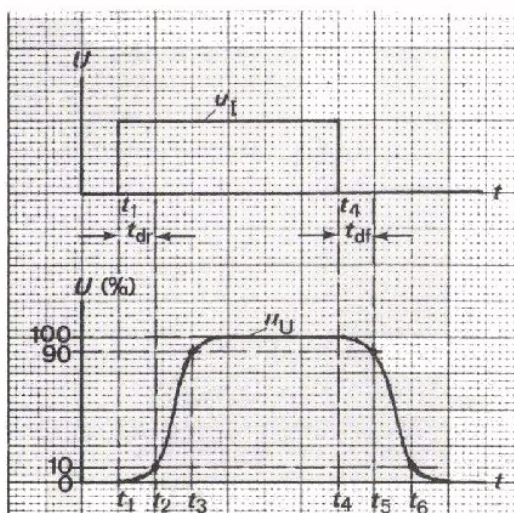 U
u_I
t
t_1
t_4
t_dr
t_df
U (%)
100
90
u_U
10
0
t
t_1 t_2 t_3 t_4 t_5 t_6